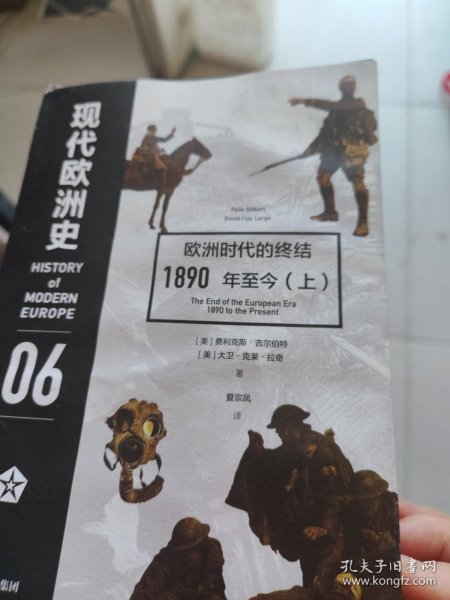 现代欧洲史
HISTORY
of
MODERN
EUROPE
06
Felix Gilbert
David Clay Large
欧洲时代的终结
1890 年至今（上）
The End of the European Era
1890 to the Present
［美］费利克斯·吉尔伯特
［美］大卫·克莱·拉奇
著
夏宗凤
译
集团
孔夫子旧书网
www.kongfz.com